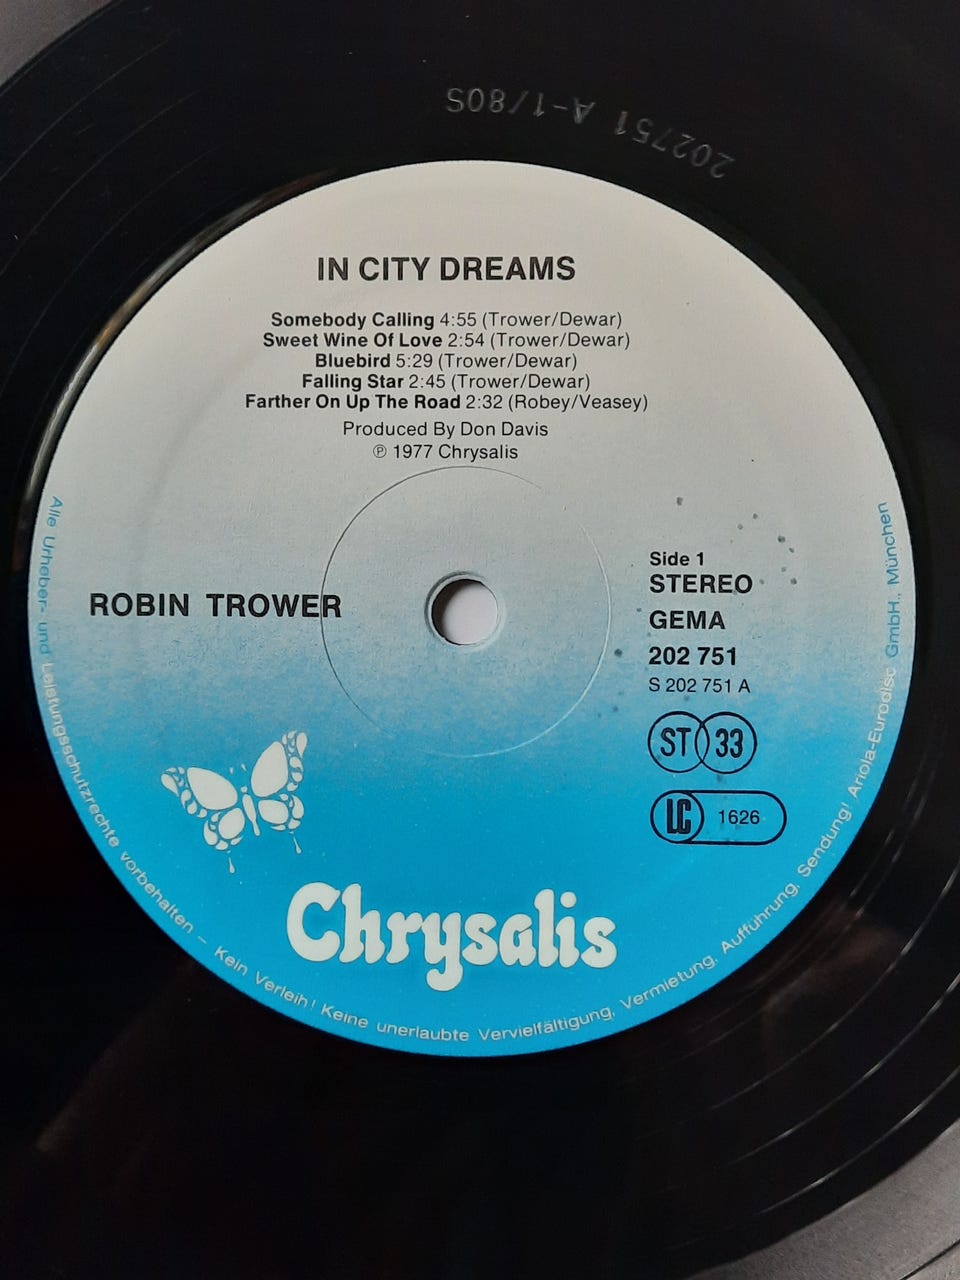 202751 A-1/80S
IN CITY DREAMS
Somebody Calling 4:55 (Trower/Dewar)
Sweet Wine Of Love 2:54 (Trower/Dewar)
Bluebird 5:29 (Trower/Dewar)
Falling Star 2:45 (Trower/Dewar)
Farther On Up The Road 2:32 (Robey/Veasey)
Produced By Don Davis
℗ 1977 Chrysalis
ROBIN TROWER
Side 1
STEREO
GEMA
202 751
S 202 751 A
ST 33
LC 1626
Chrysalis
Alle Urheber- und Leistungsschutzrechte vorbehalten – Kein Verleih! Keine unerlaubte Vervielfältigung, Vermietung, Aufführung, Sendung! Ariola-Eurodisc GmbH., München